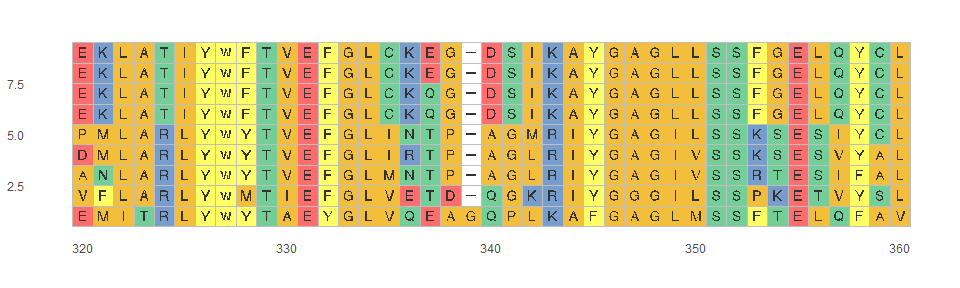 E K L A T I Y W F T V E F G L C K E G - D S I K A Y G A G L L S S F G E L Q Y C L
E K L A T I Y W F T V E F G L C K E G - D S I K A Y G A G L L S S F G E L Q Y C L
7.5
E K L A T I Y W F T V E F G L C K Q G - D S I K A Y G A G L L S S F G E L Q Y C L
E K L A T I Y W F T V E F G L C K Q G - D S I K A Y G A G L L S S F G E L Q Y C L
5.0 P M L A R L Y W Y T V E F G L I N T P - A G M R I Y G A G I L S S K S E S I Y C L
D M L A R L Y W Y T V E F G L I R T P - A G L R I Y G A G I V S S K S E S V Y A L
A N L A R L Y W Y T V E F G L M N T P - A G L R I Y G A G I V S S R T E S I F A L
2.5 V F L A R L Y W M T I E F G L V E T D - Q G K R I Y G G G I L S S P K E T V Y S L
E M I T R L Y W Y T A E Y G L V Q E A G Q P L K A F G A G L M S S F T E L Q F A V
320 330 340 350 360